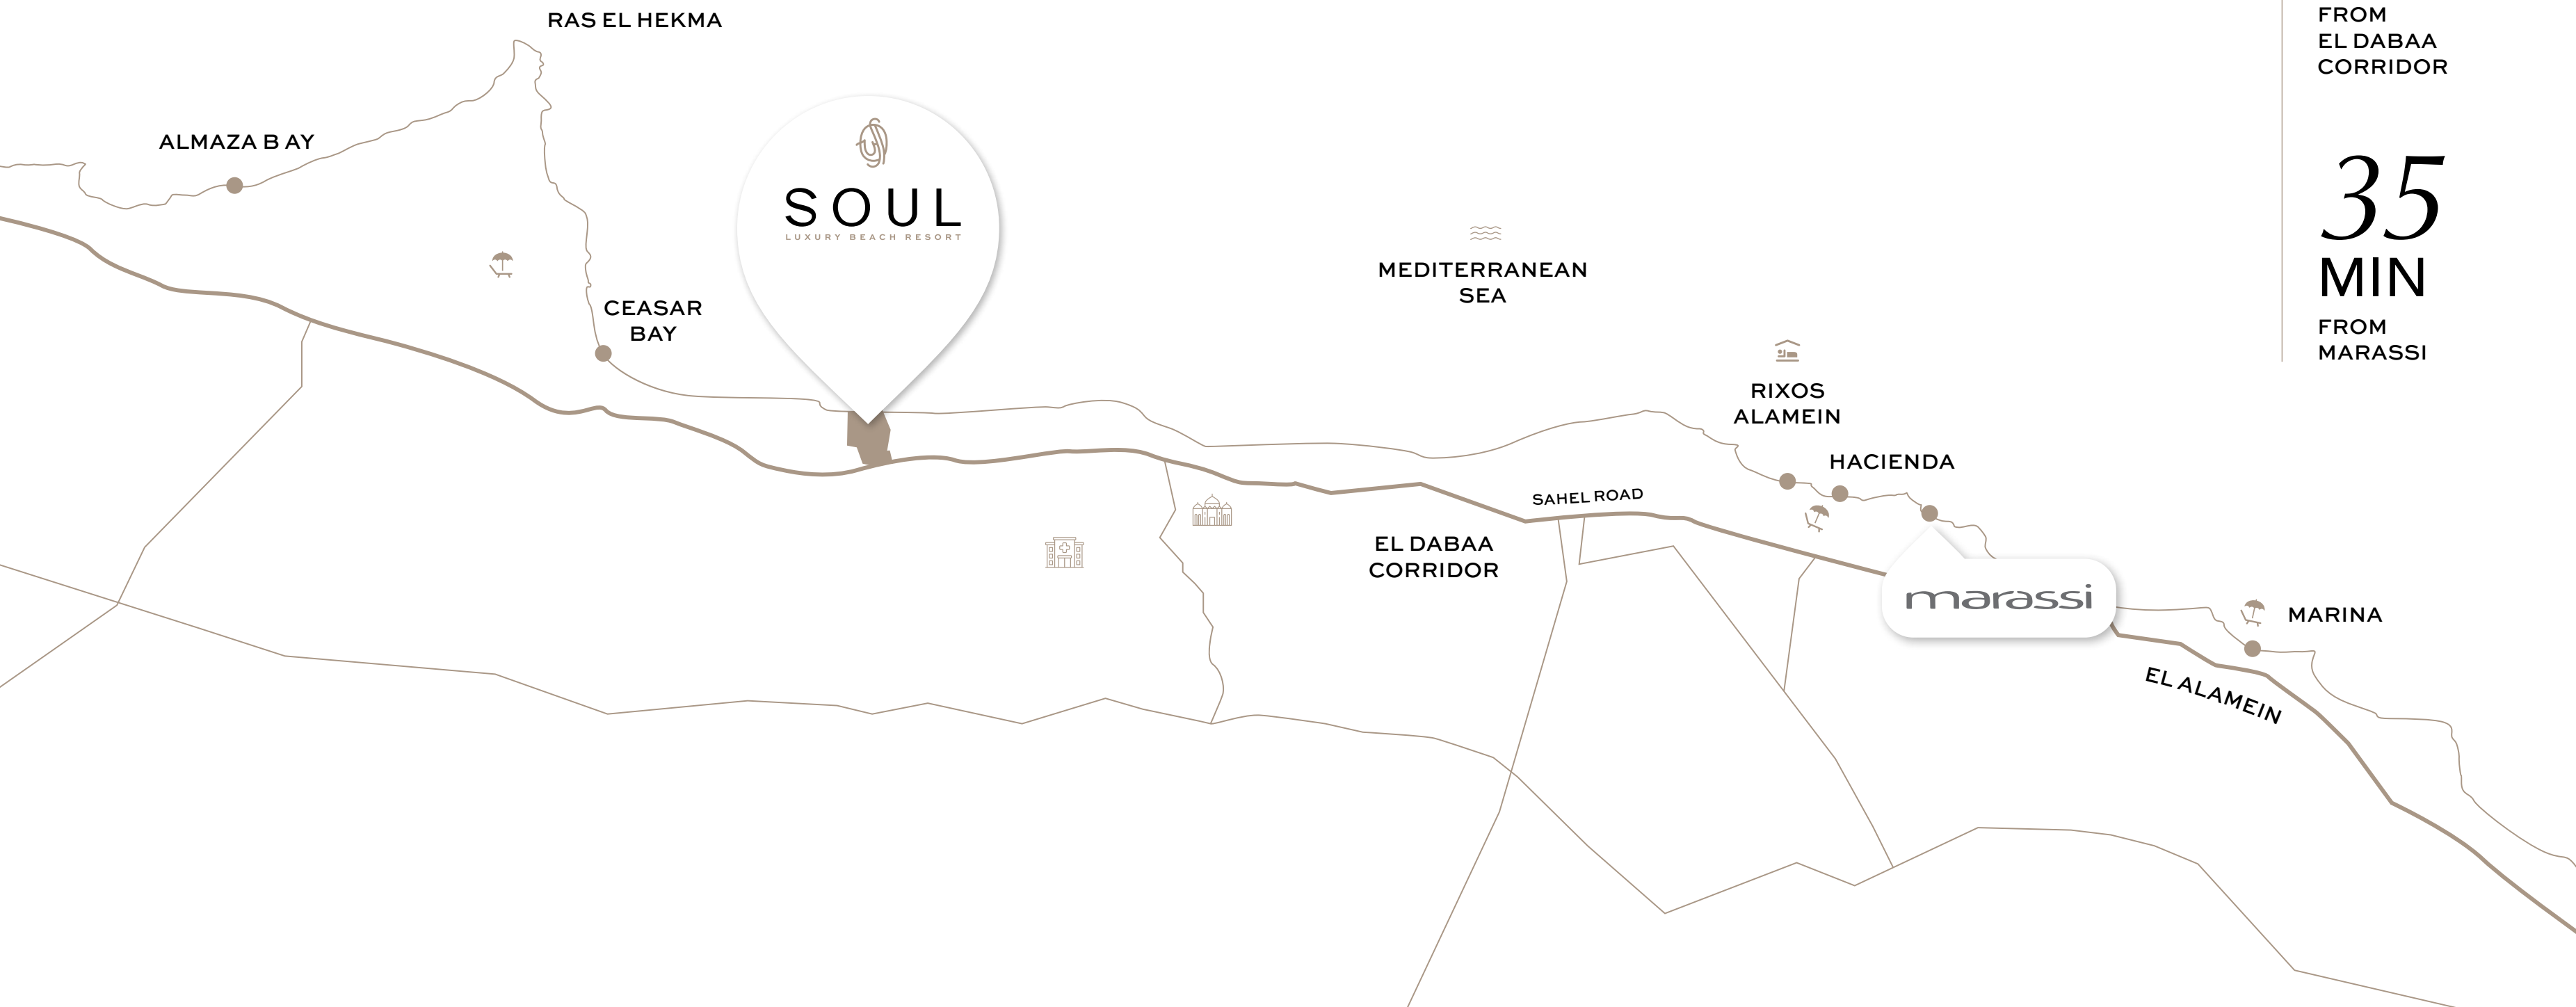 RAS EL HEKMA
ALMAZA B AY
SOUL
LUXURY BEACH RESORT
CEASAR
BAY
MEDITERRANEAN
SEA
RIXOS
ALAMEIN
HACIENDA
SAHEL ROAD
EL DABAA
CORRIDOR
marassi
MARINA
EL ALAMEIN
FROM
EL DABAA
CORRIDOR
35
MIN
FROM
MARASSI